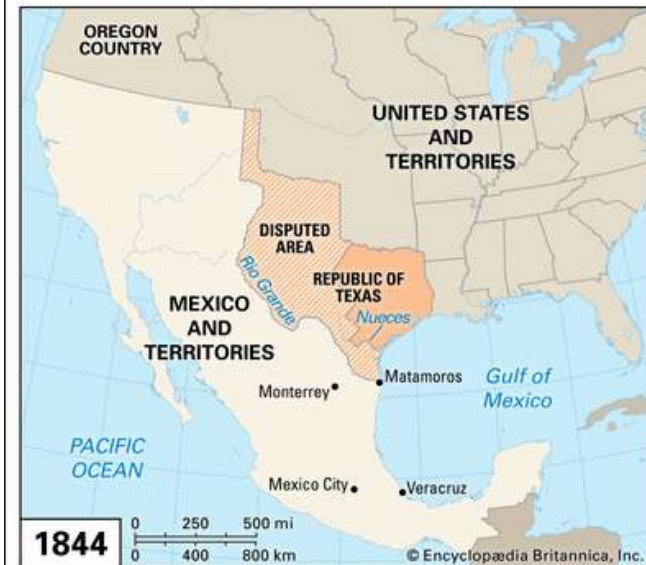 OREGON
COUNTRY
UNITED STATES
AND
TERRITORIES
DISPUTED
AREA
REPUBLIC OF
TEXAS
Rio Grande
Nueces
MEXICO
AND
TERRITORIES
Monterrey
Matamoros
Gulf of
Mexico
PACIFIC
OCEAN
Mexico City
Veracruz
1844
0 250 500 mi
0 400 800 km
© Encyclopædia Britannica, Inc.